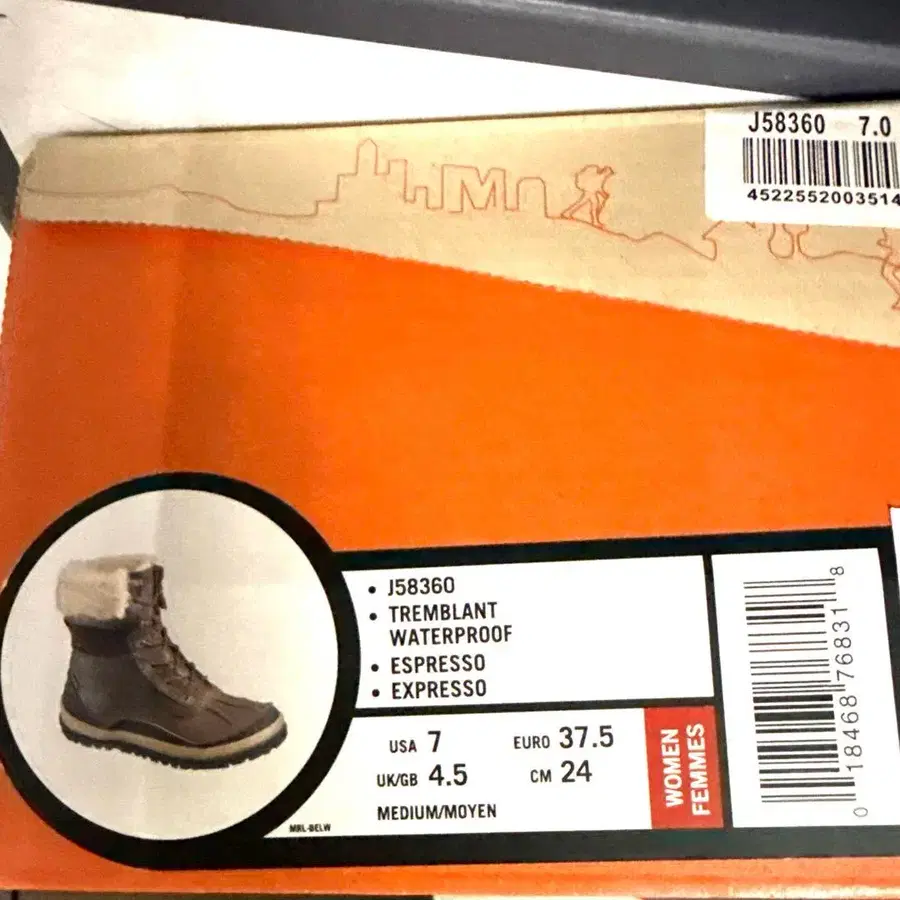 J58360 7.0
4522552003514
M
• J58360
• TREMBLANT
WATERPROOF
• ESPRESSO
• EXPRESSO
USA 7 EURO 37.5
UK/GB 4.5 CM 24
MEDIUM/MOYEN
WOMEN
FEMMES
MRL-BELW
0 18468 76831 8